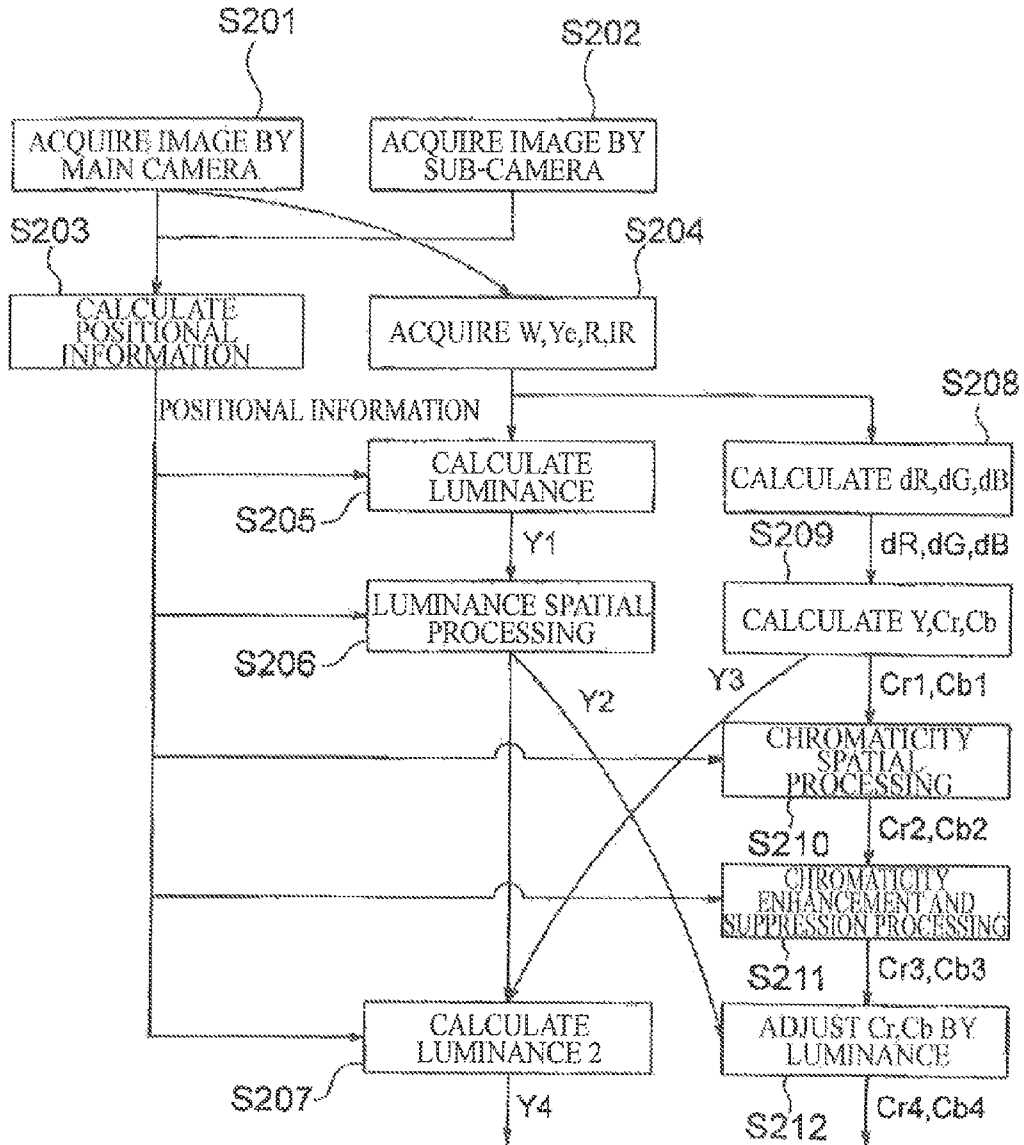 S201
S202
ACQUIRE IMAGE BY
MAIN CAMERA
ACQUIRE IMAGE BY
SUB-CAMERA
S203
S204
CALCULATE
POSITIONAL
INFORMATION
ACQUIRE W,Ye,R,IR
POSITIONAL INFORMATION
S208
CALCULATE
LUMINANCE
CALCULATE dR,dG,dB
S205
Y1
S209
dR,dG,dB
LUMINANCE SPATIAL
PROCESSING
CALCULATE Y,Cr,Cb
S206
Y2
Y3
Cr1,Cb1
CHROMATICITY
SPATIAL
PROCESSING
S210
Cr2,Cb2
CHROMATICITY
ENHANCEMENT AND
SUPPRESSION PROCESSING
S211
Cr3,Cb3
CALCULATE
LUMINANCE 2
ADJUST Cr,Cb BY
LUMINANCE
S207
Y4
S212
Cr4,Cb4